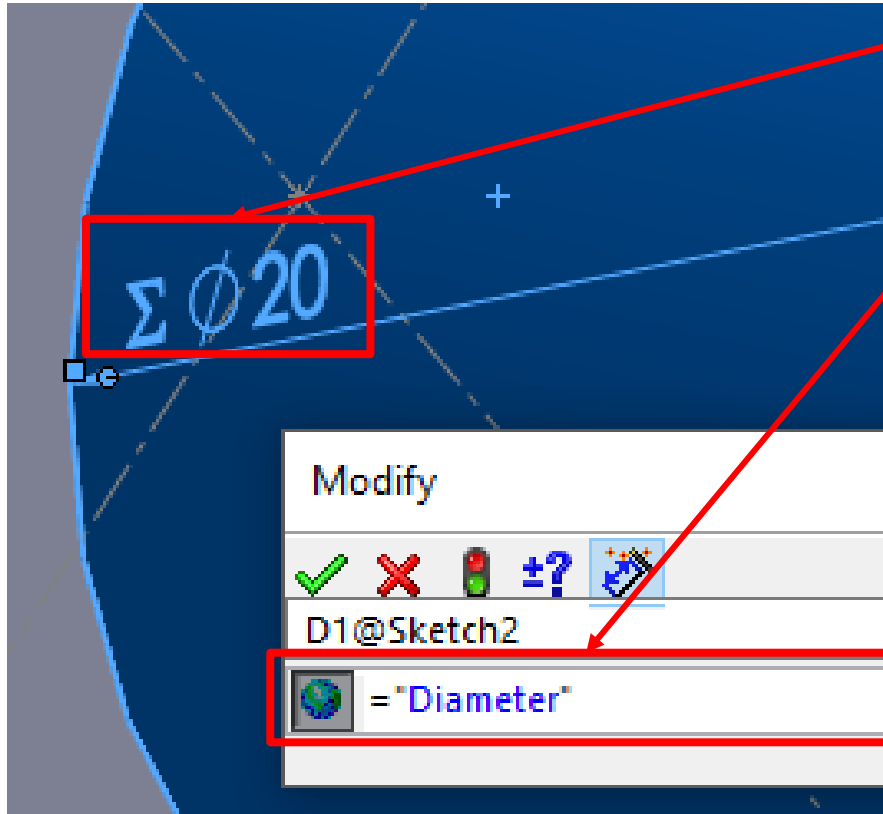 Σ ∅20
Modify
±?
D1@Sketch2
="Diameter"